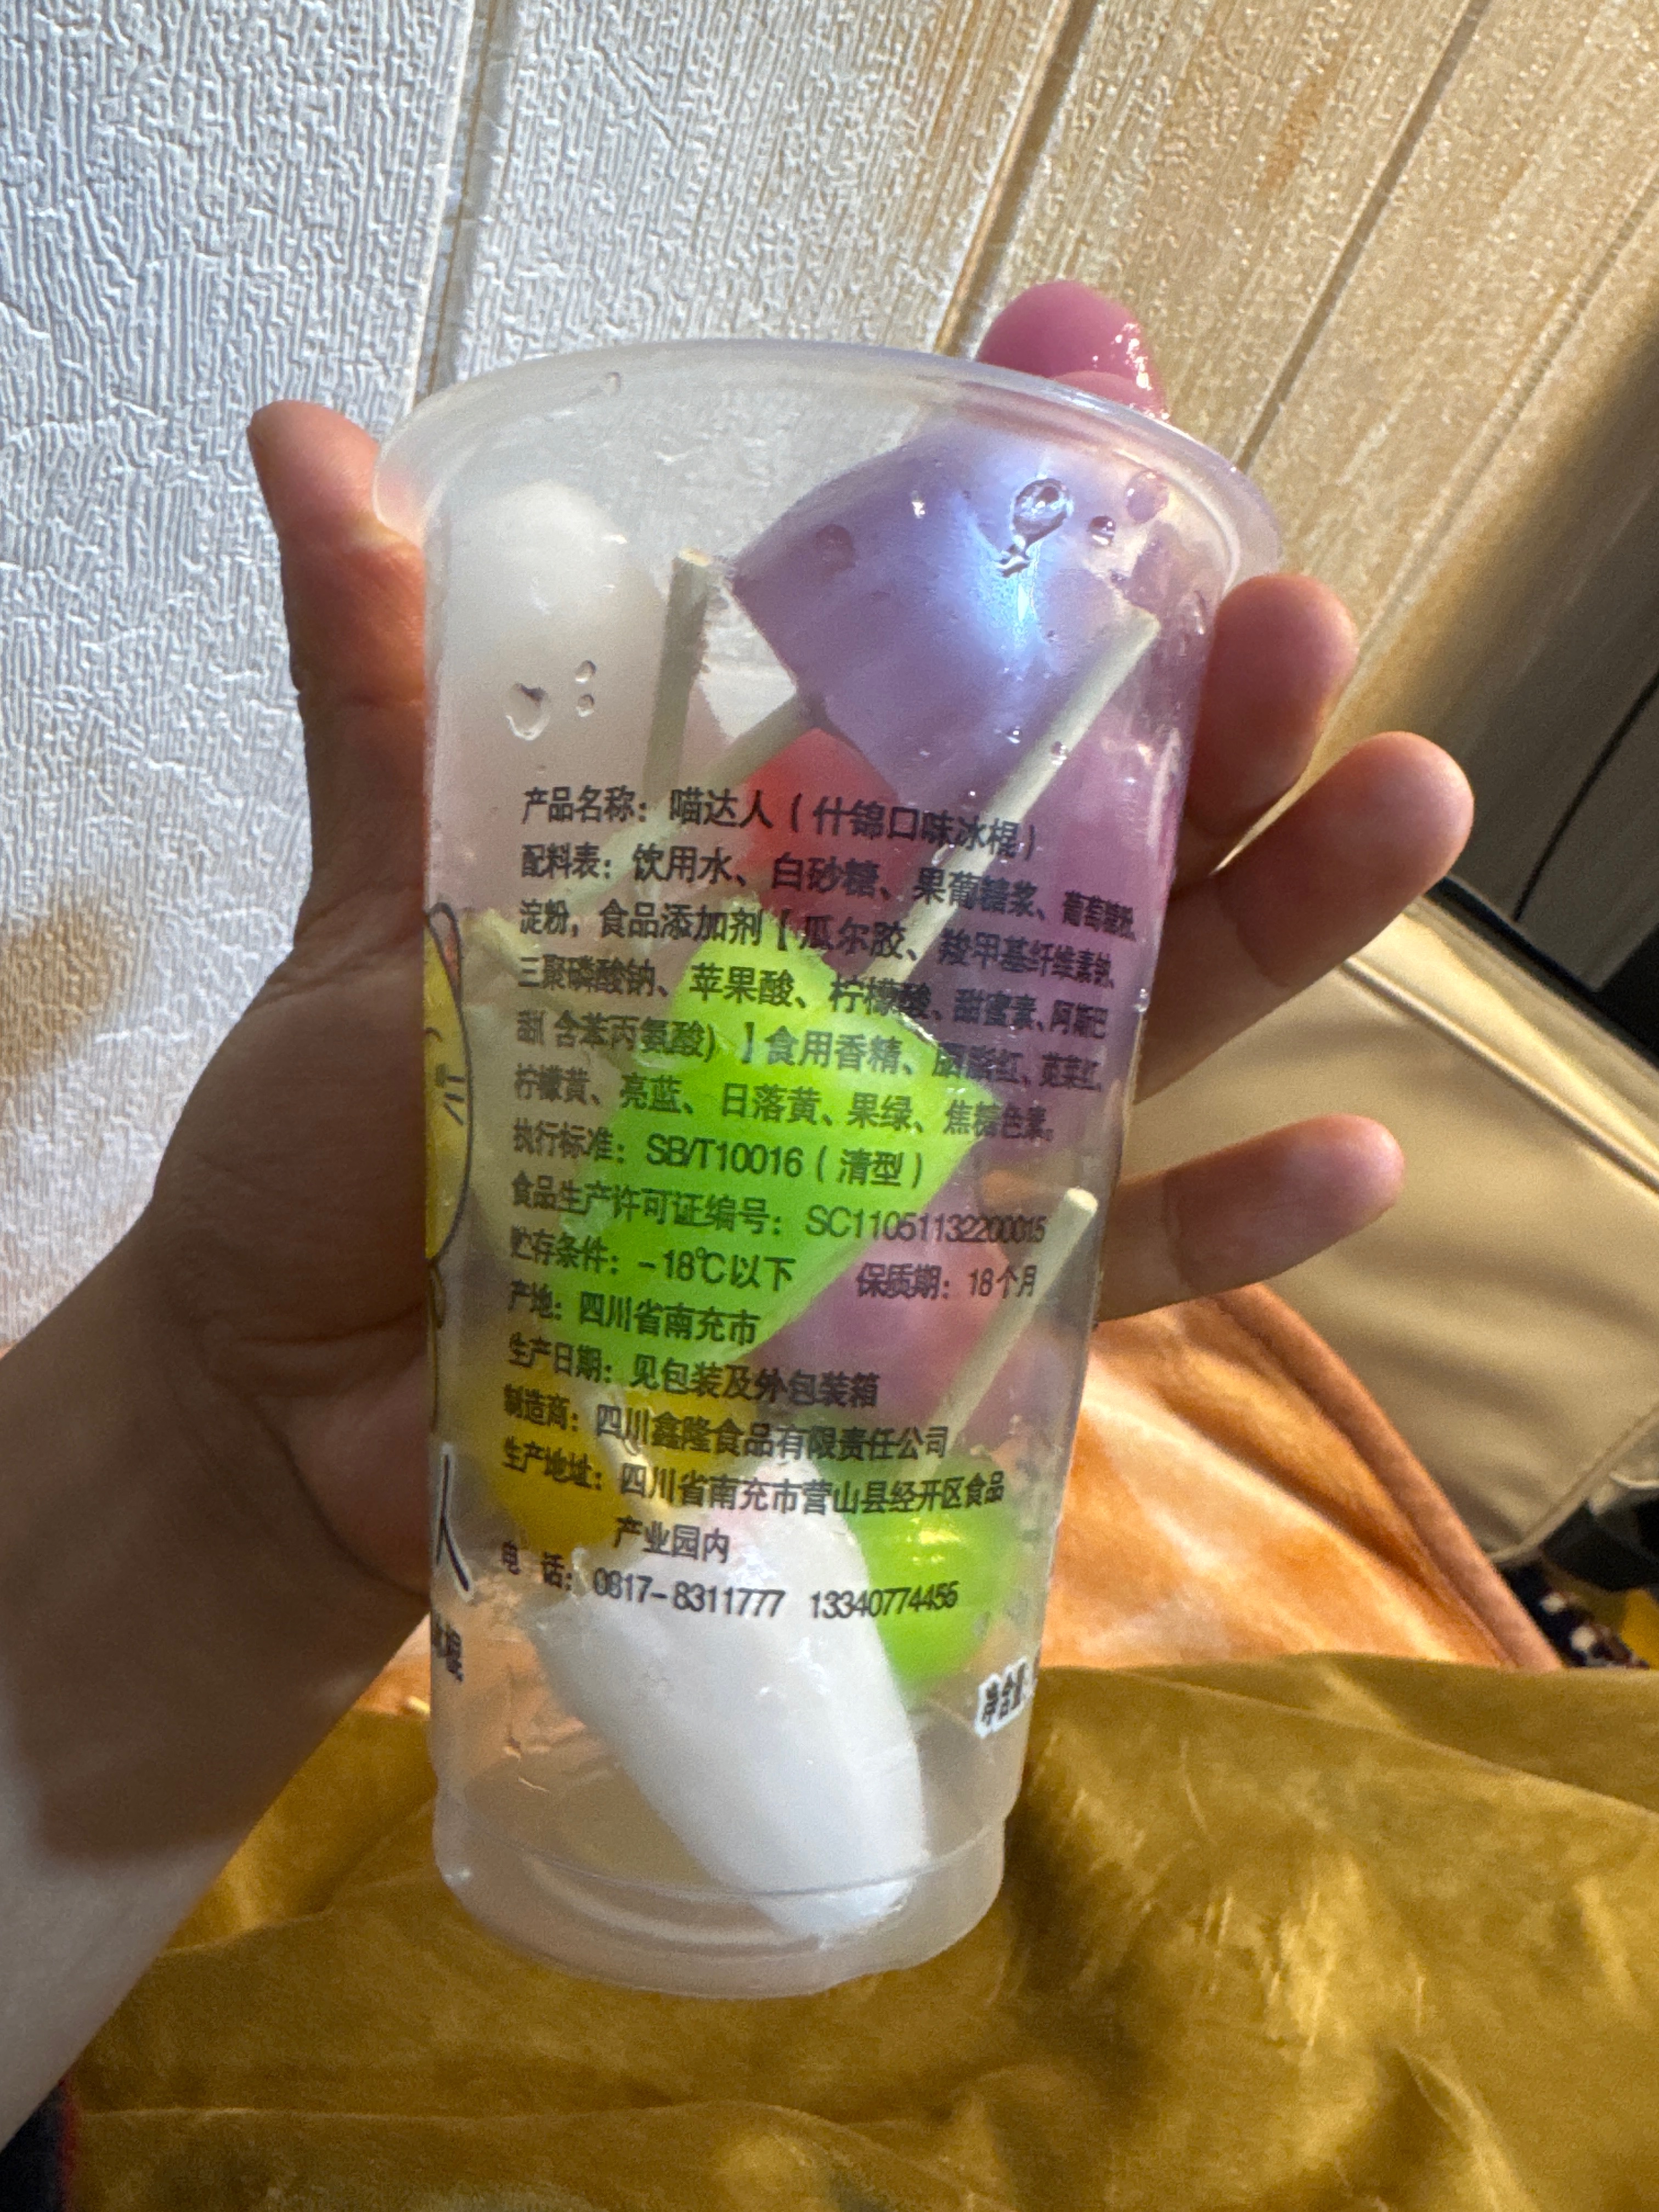 产品名称：喵达人（什锦口味冰棍）
配料表：饮用水、白砂糖、果葡糖浆、葡萄糖粉、
淀粉，食品添加剂【瓜尔胶、羧甲基纤维素钠、
三聚磷酸钠、苹果酸、柠檬酸、甜蜜素、阿斯巴
甜（含苯丙氨酸）】食用香精、胭脂红、苋菜红、
柠檬黄、亮蓝、日落黄、果绿、焦糖色素。
执行标准：SB/T10016（清型）
食品生产许可证编号：SC11051132200015
贮存条件：-18℃以下 保质期：18个月
产地：四川省南充市
生产日期：见包装及外包装箱
制造商：四川鑫隆食品有限责任公司
生产地址：四川省南充市营山县经开区食品
产业园内
电 话：0817-8311777 13340774456
人
冰棍
净含量